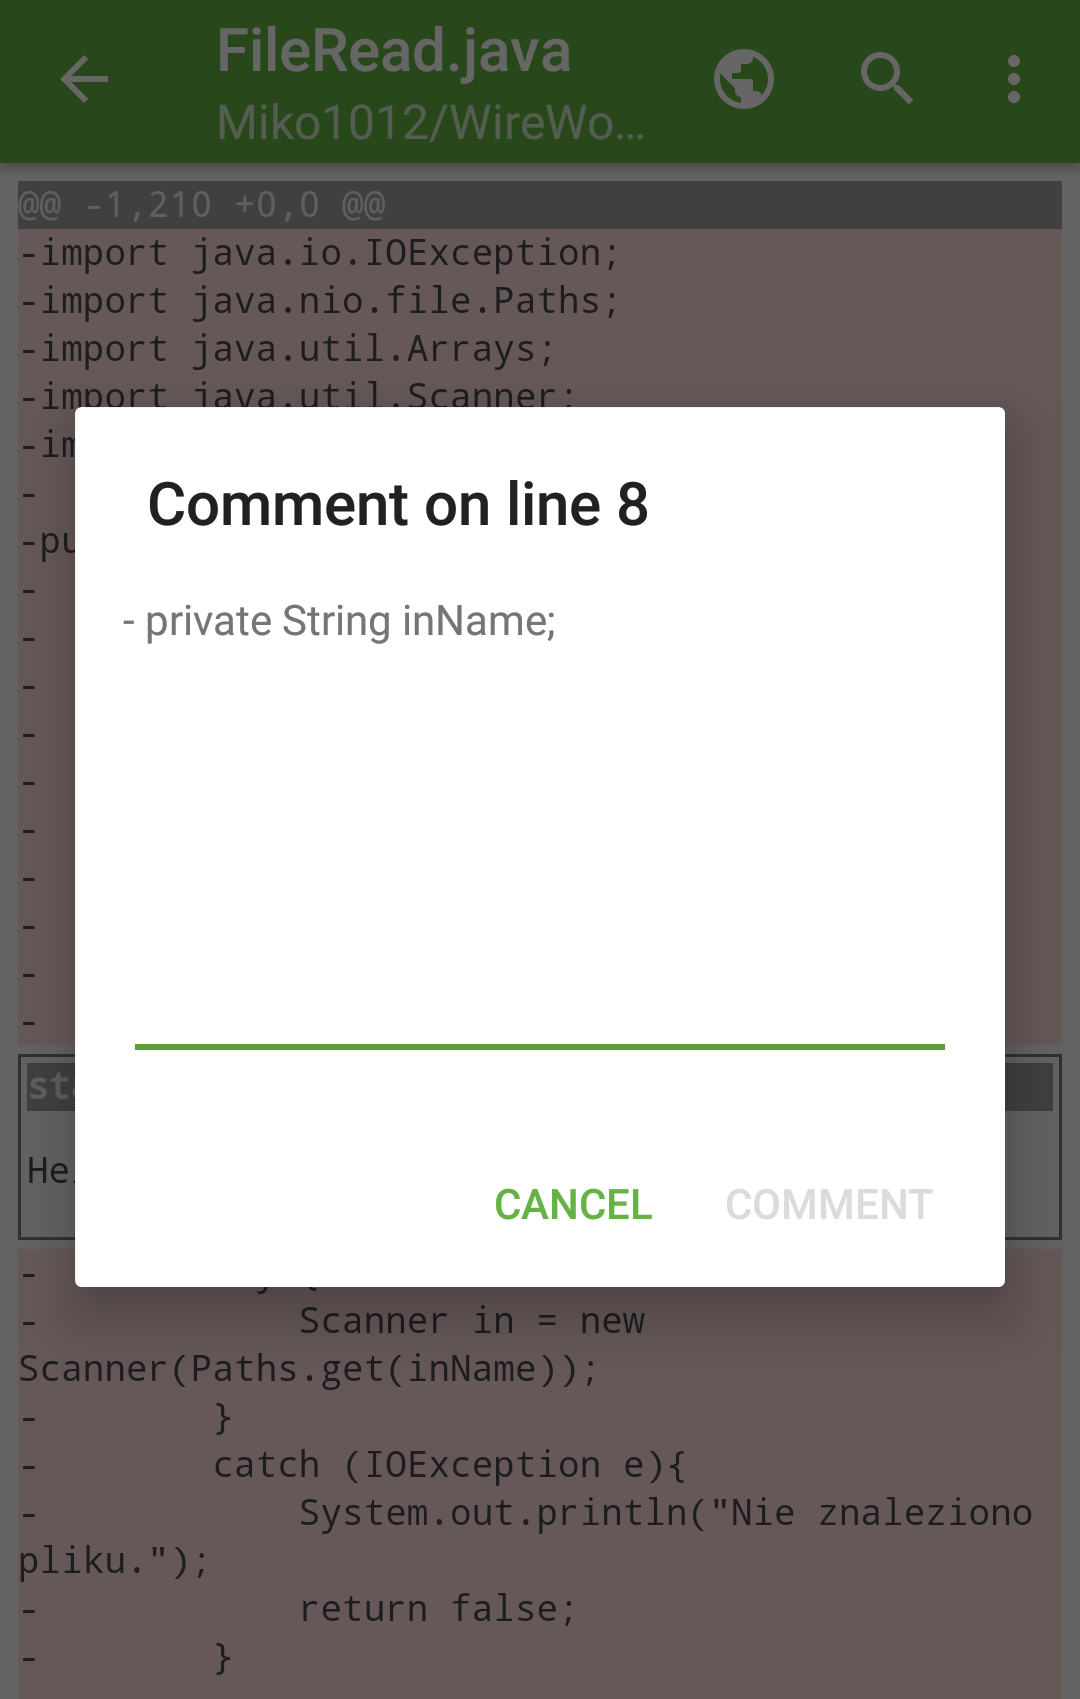 FileRead.java
Miko1012/WireWo...
@@ -1,210 +0,0 @@
-import java.io.IOException;
-import java.nio.file.Paths;
-import java.util.Arrays;
-import java.util.Scanner;
-
-
-
-
-
-
-
-
-
-
-
Comment on line 8
- private String inName;
CANCEL COMMENT
-
- Scanner in = new
Scanner(Paths.get(inName));
- }
- catch (IOException e){
- System.out.println("Nie znaleziono
pliku.");
- return false;
- }